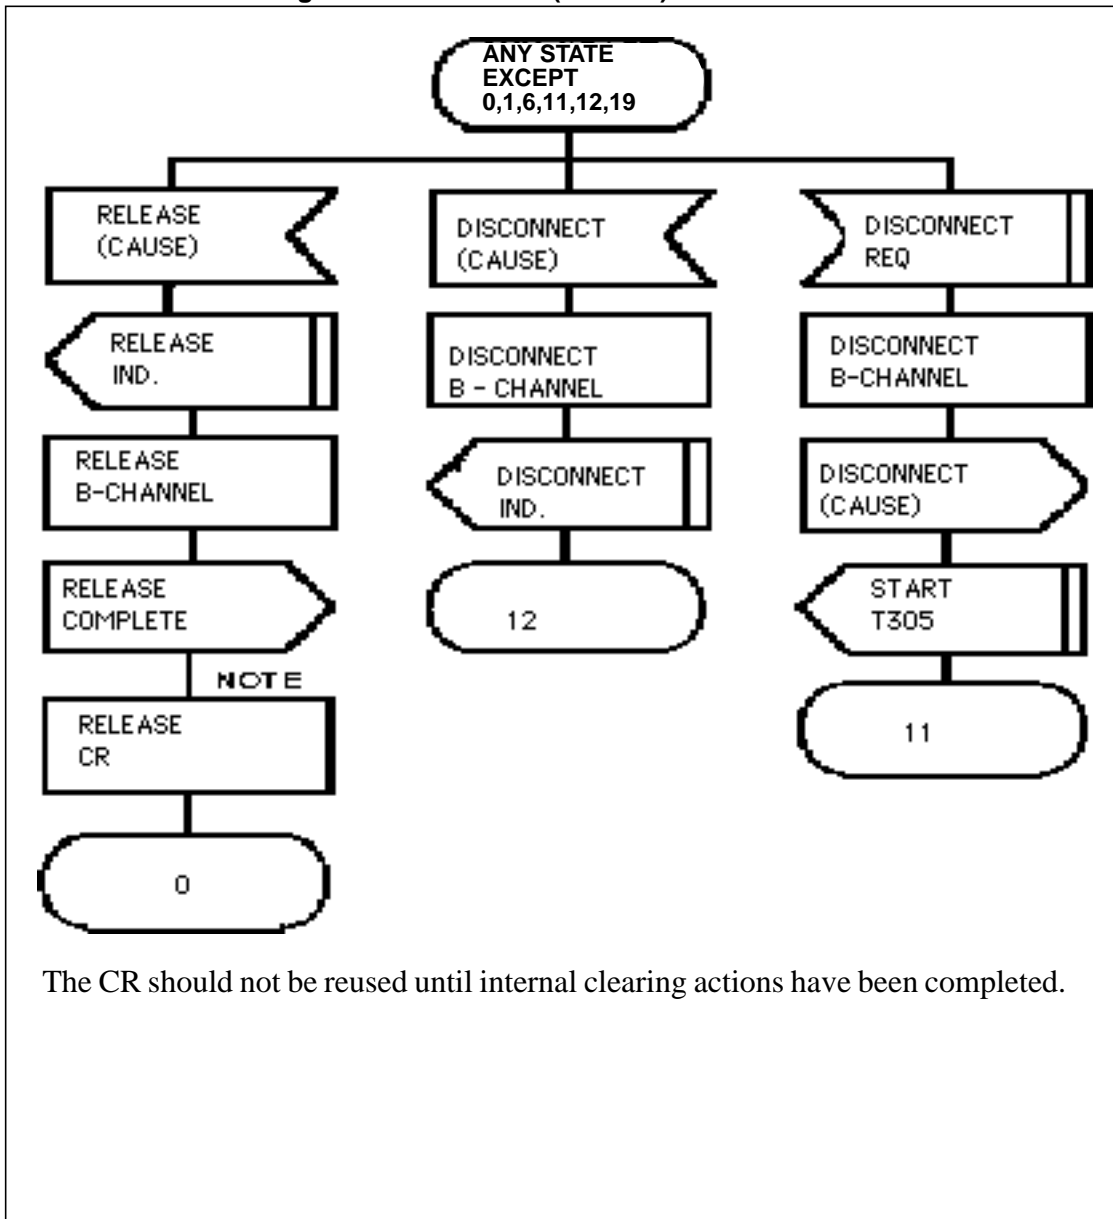 ANY STATE
EXCEPT
0,1,6,11,12,19
RELEASE
(CAUSE)
RELEASE
IND.
RELEASE
B-CHANNEL
RELEASE
COMPLETE
NOTE
RELEASE
CR
0
DISCONNECT
(CAUSE)
DISCONNECT
B - CHANNEL
DISCONNECT
IND.
12
DISCONNECT
REQ
DISCONNECT
B-CHANNEL
DISCONNECT
(CAUSE)
START
T305
11
The CR should not be reused until internal clearing actions have been completed.